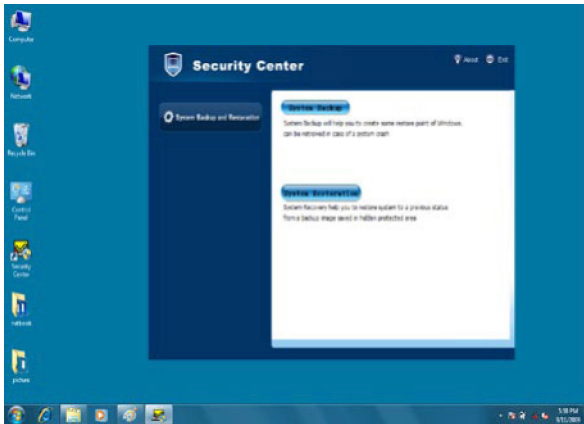 Computer
Network
Recycle Bin
Control
Panel
Security
Center
netbook
picture
Security Center
About
Exit
System Backup and Restoration
System Backup
System Backup will help you to create some restore point of Windows,
can be retrieved in case of a system crash
System Restoration
System Recovery help you to restore system to a previous status
from a backup image saved in hidden protected area
5:38 PM